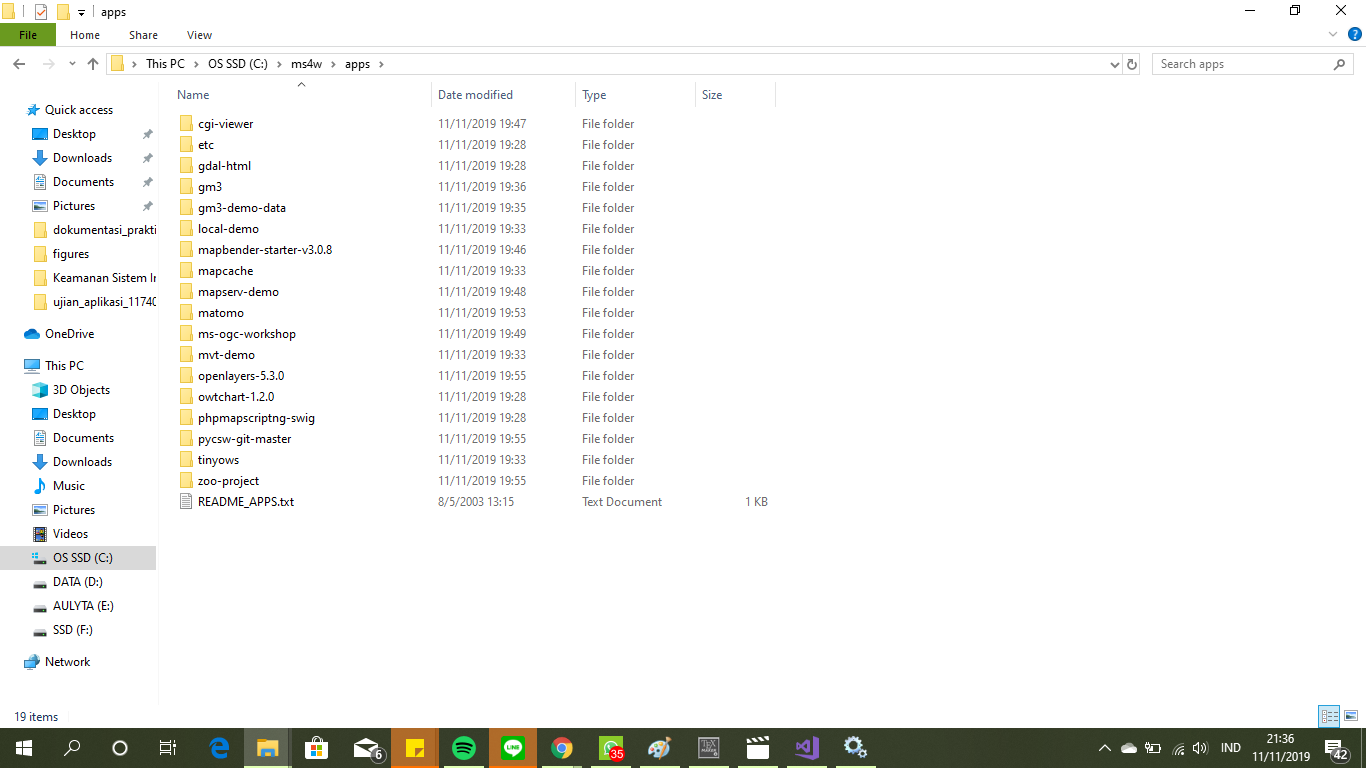 apps
File Home Share View
This PC OS SSD (C:) ms4w apps
Search apps
Name Date modified Type Size
Quick access
Desktop
Downloads
Documents
Pictures
dokumentasi_prakti
figures
Keamanan Sistem In
ujian_aplikasi_11740
OneDrive
This PC
3D Objects
Desktop
Documents
Downloads
Music
Pictures
Videos
OS SSD (C:)
DATA (D:)
AULYTA (E:)
SSD (F:)
Network
cgi-viewer 11/11/2019 19:47 File folder
etc 11/11/2019 19:28 File folder
gdal-html 11/11/2019 19:28 File folder
gm3 11/11/2019 19:36 File folder
gm3-demo-data 11/11/2019 19:35 File folder
local-demo 11/11/2019 19:33 File folder
mapbender-starter-v3.0.8 11/11/2019 19:46 File folder
mapcache 11/11/2019 19:33 File folder
mapserv-demo 11/11/2019 19:48 File folder
matomo 11/11/2019 19:53 File folder
ms-ogc-workshop 11/11/2019 19:49 File folder
mvt-demo 11/11/2019 19:33 File folder
openlayers-5.3.0 11/11/2019 19:55 File folder
owtchart-1.2.0 11/11/2019 19:28 File folder
phpmapscriptng-swig 11/11/2019 19:28 File folder
pycsw-git-master 11/11/2019 19:55 File folder
tinyows 11/11/2019 19:33 File folder
zoo-project 11/11/2019 19:55 File folder
README_APPS.txt 8/5/2003 13:15 Text Document 1 KB
19 items
6
LINE
35
TEX
MAKER
IND
21:36
11/11/2019
42